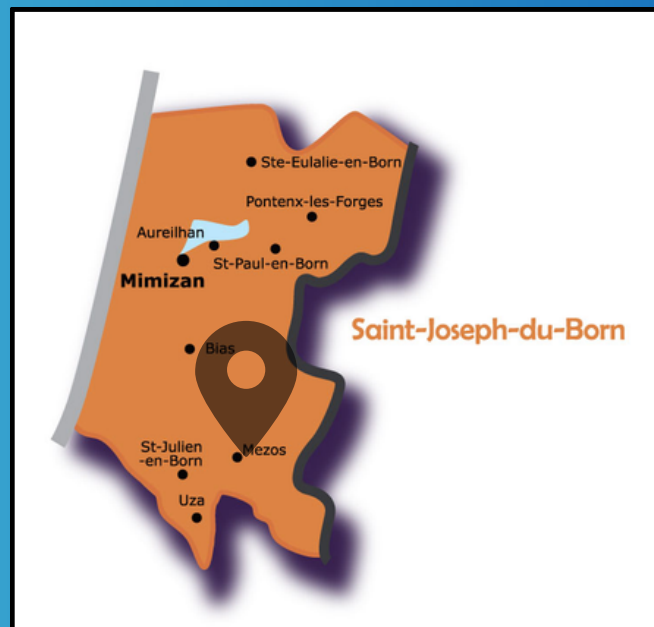 Ste-Eulalie-en-Born
Pontenx-les-Forges
Aureilhan
St-Paul-en-Born
Mimizan
Saint-Joseph-du-Born
Bias
St-Julien
-en-Born
Mezos
Uza